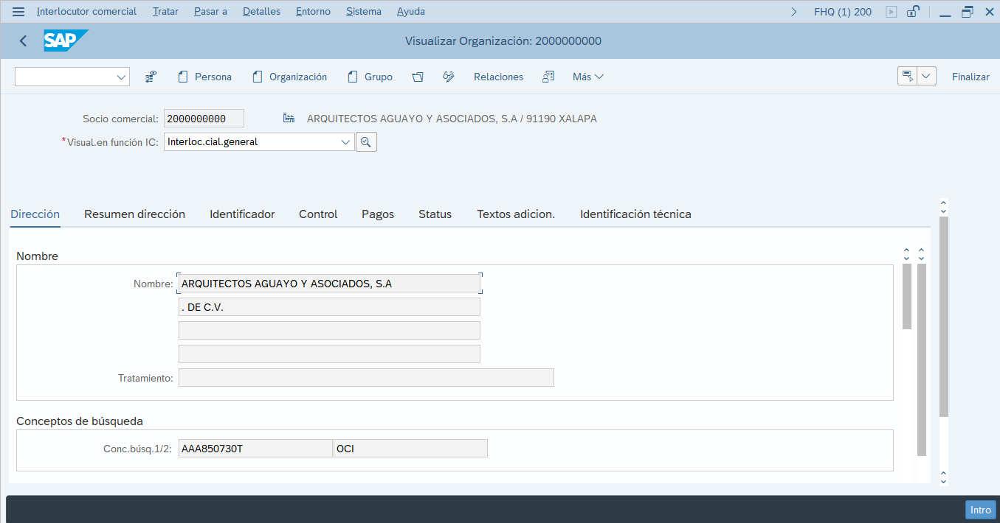 Interlocutor comercial Tratar Pasar a Detalles Entorno Sistema Ayuda FHQ (1) 200
SAP Visualizar Organización: 2000000000
Persona Organización Grupo Relaciones Más Finalizar
Socio comercial: 2000000000 ARQUITECTOS AGUAYO Y ASOCIADOS, S.A / 91190 XALAPA
*Visual.en función IC: Interloc.cial.general
Dirección Resumen dirección Identificador Control Pagos Status Textos adicion. Identificación técnica
Nombre
Nombre: ARQUITECTOS AGUAYO Y ASOCIADOS, S.A
. DE C.V.
Tratamiento:
Conceptos de búsqueda
Conc.búsq.1/2: AAA850730T OCI
Intro